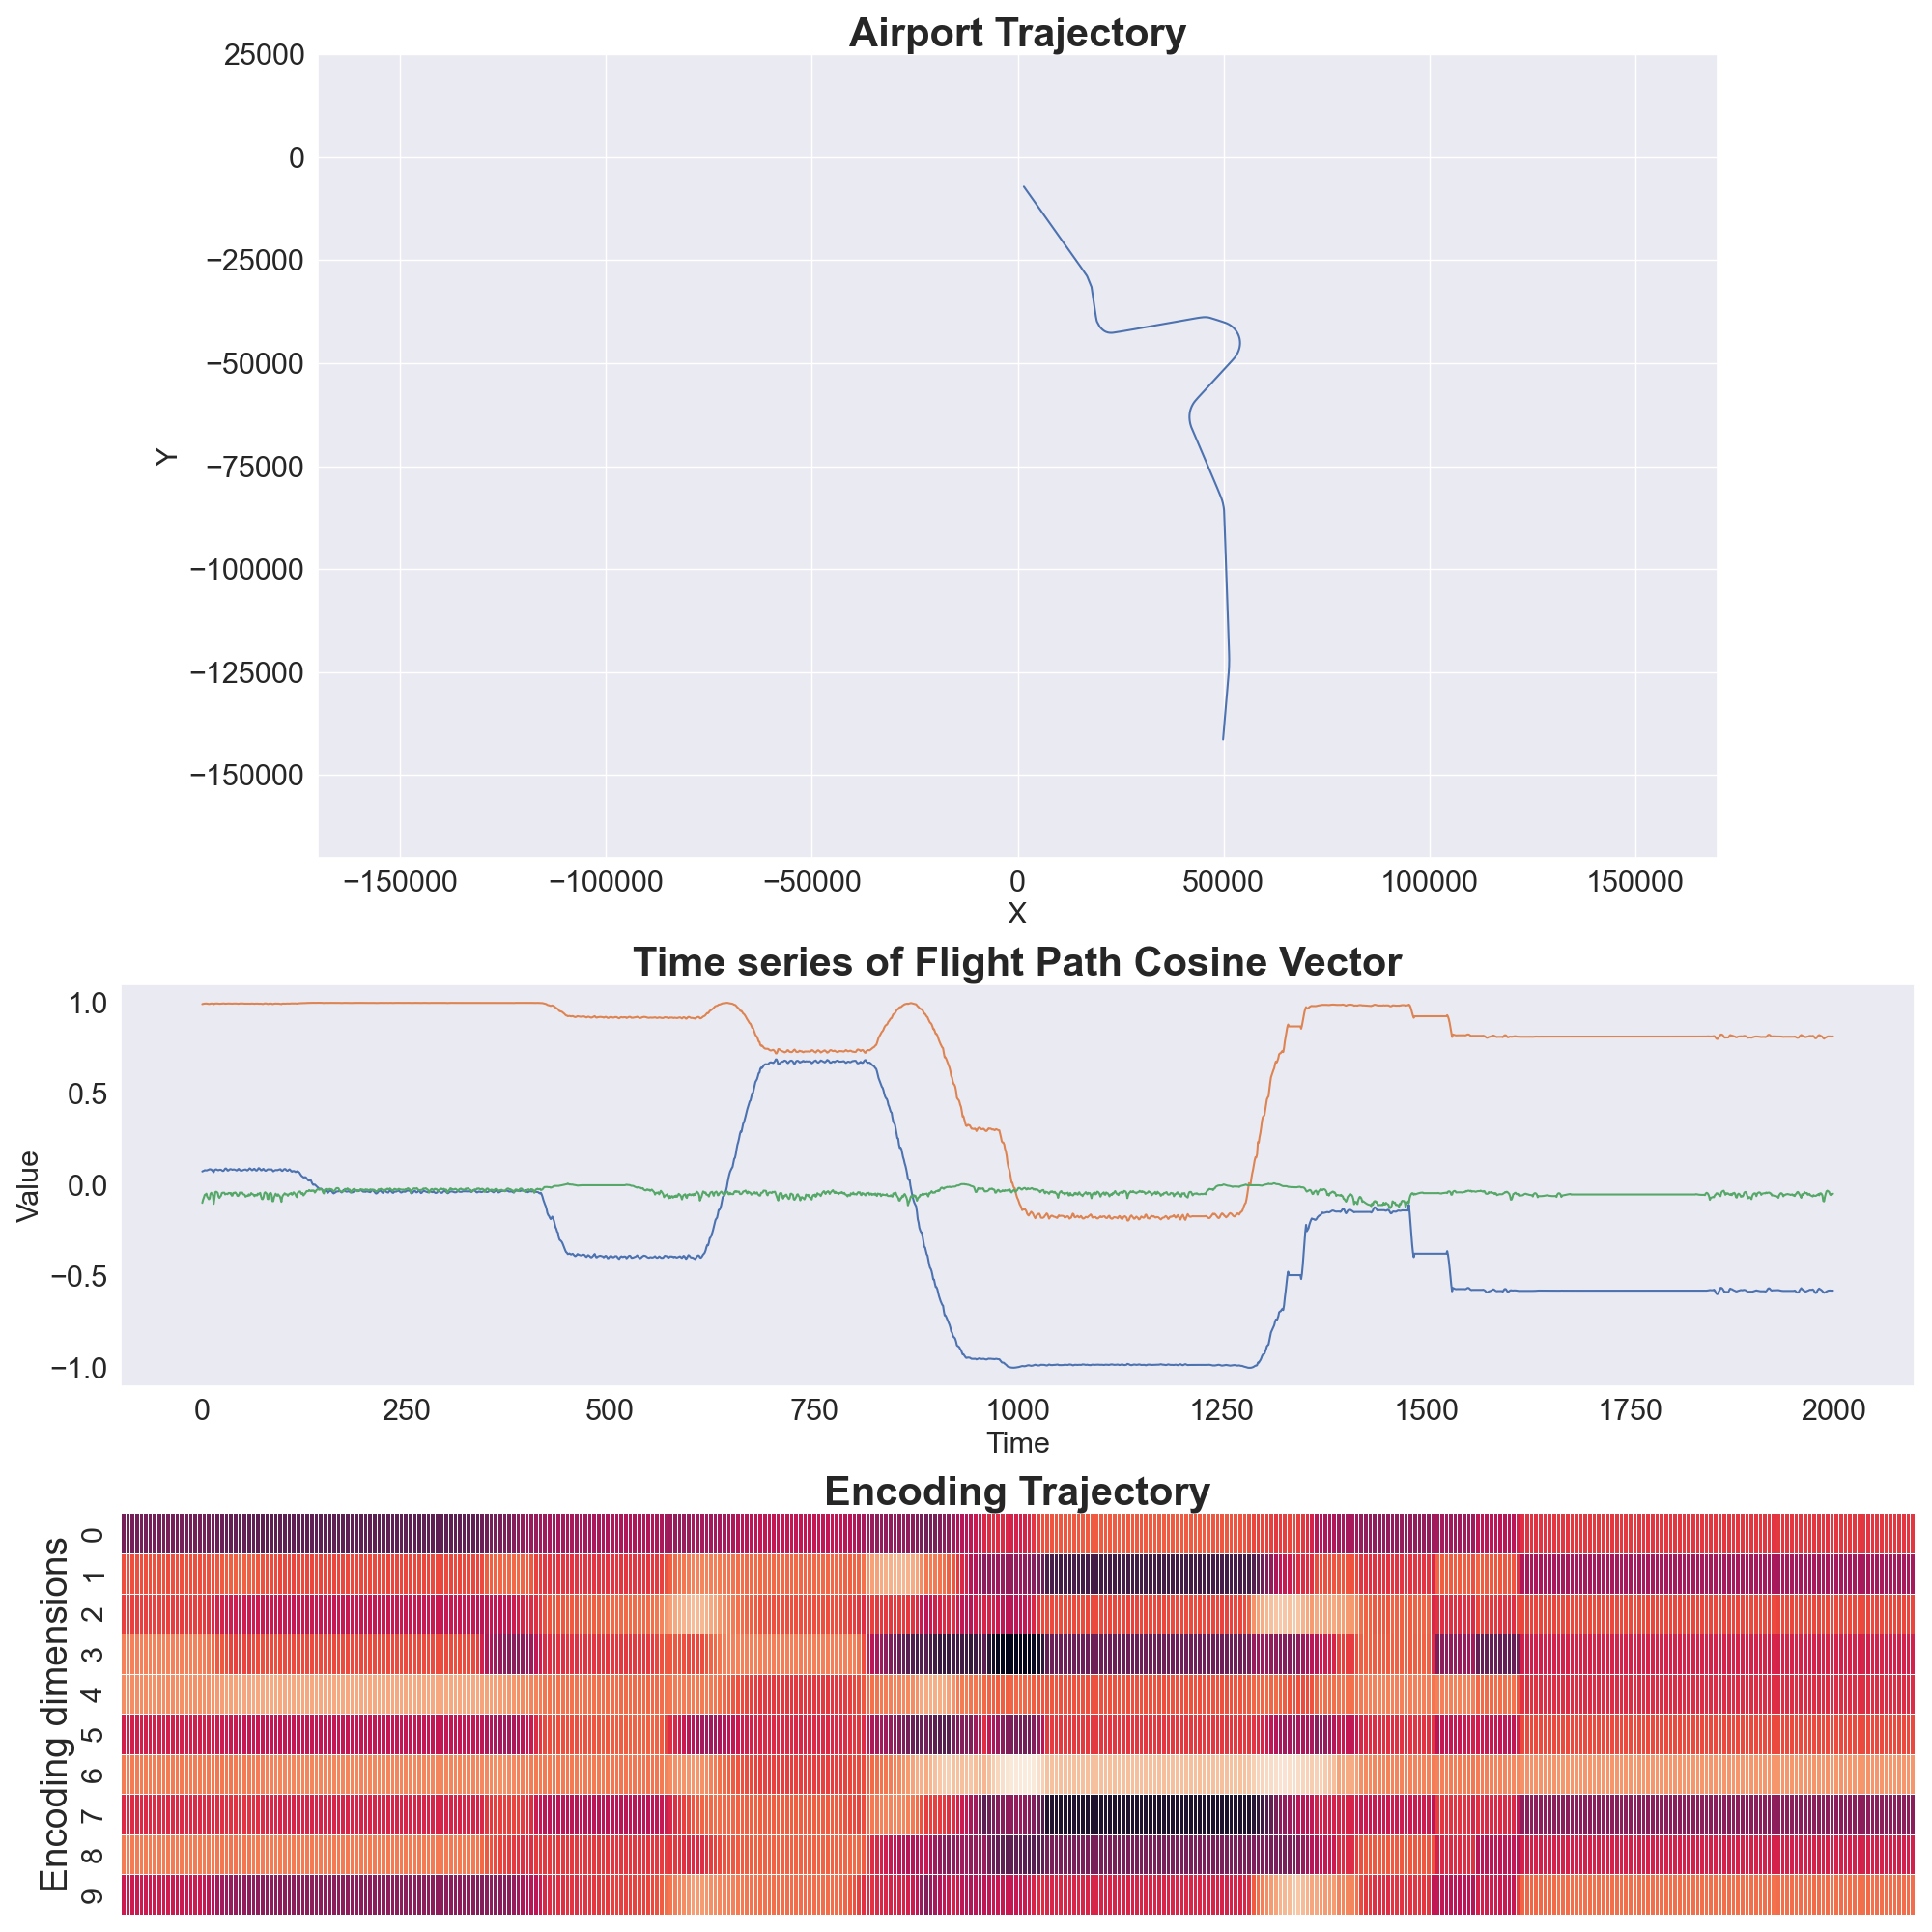 Airport Trajectory
25000
0
−25000
−50000
−75000
−100000
−125000
−150000
Y
−150000 −100000 −50000 0 50000 100000 150000
X
Time series of Flight Path Cosine Vector
1.0
0.5
0.0
−0.5
−1.0
Value
0 250 500 750 1000 1250 1500 1750 2000
Time
Encoding Trajectory
Encoding dimensions
0
1
2
3
4
5
6
7
8
9